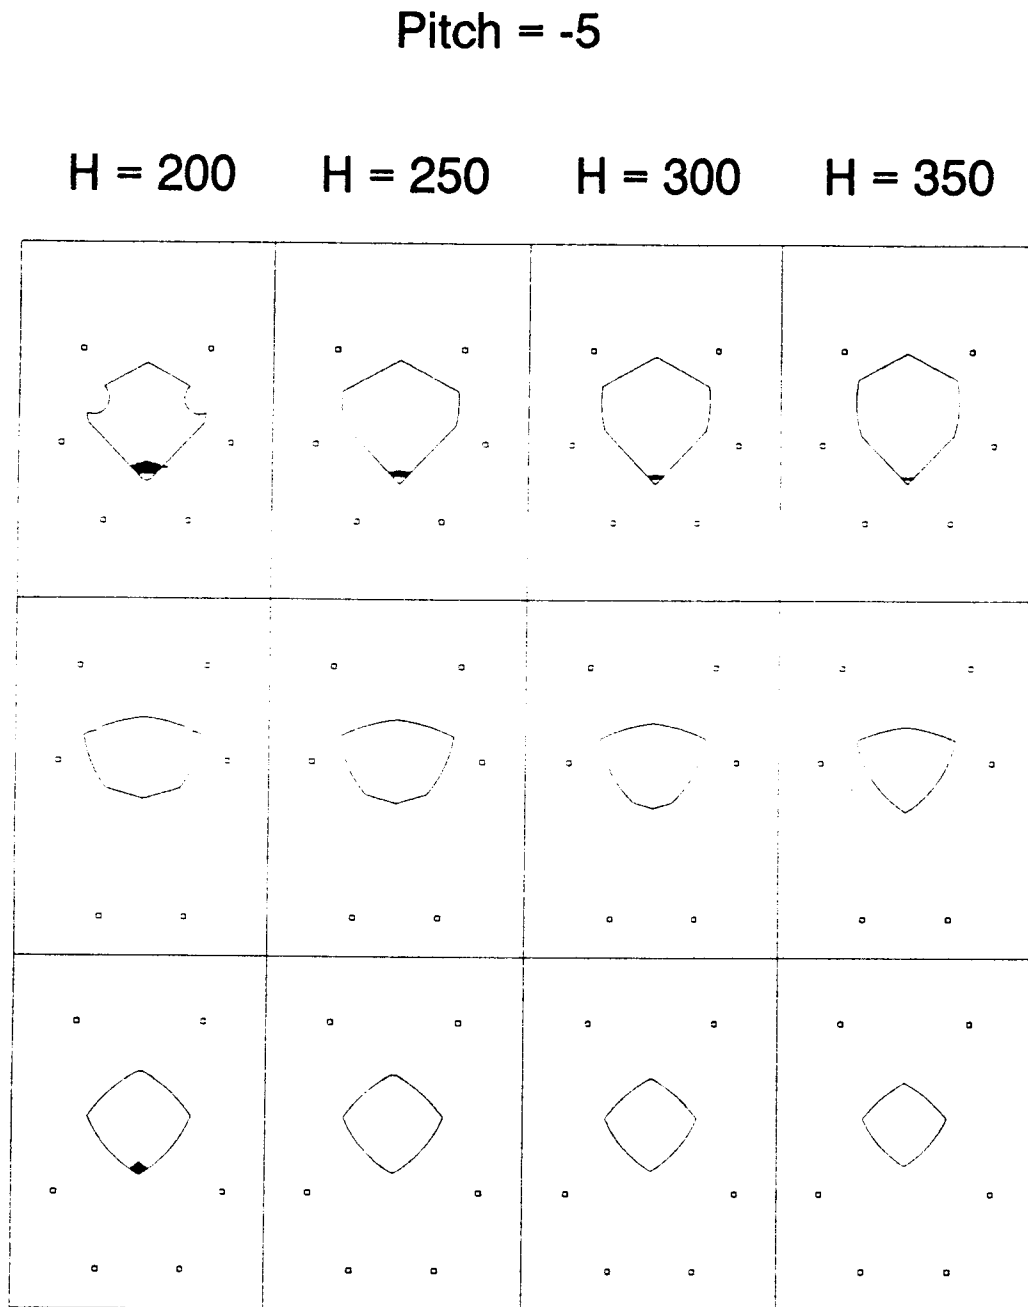 Pitch = -5
H = 200 H = 250 H = 300 H = 350